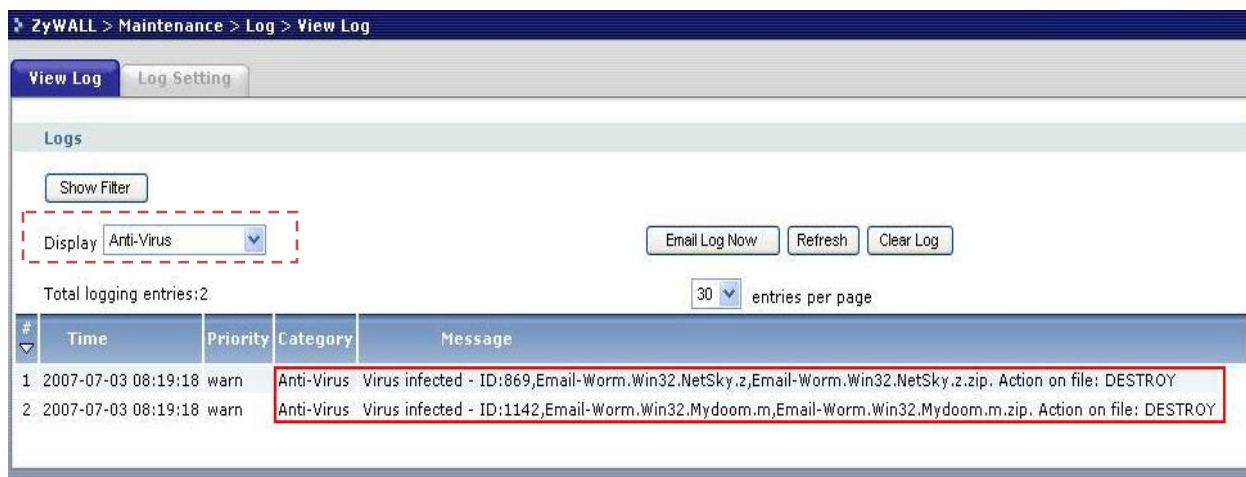 ZyWALL > Maintenance > Log > View Log
View Log Log Setting
Logs
Show Filter
Display Anti-Virus Email Log Now Refresh Clear Log
Total logging entries:2 30 entries per page
# Time Priority Category Message
1 2007-07-03 08:19:18 warn Anti-Virus Virus infected - ID:869,Email-Worm.Win32.NetSky.z,Email-Worm.Win32.NetSky.z.zip. Action on file: DESTROY
2 2007-07-03 08:19:18 warn Anti-Virus Virus infected - ID:1142,Email-Worm.Win32.Mydoom.m,Email-Worm.Win32.Mydoom.m.zip. Action on file: DESTROY